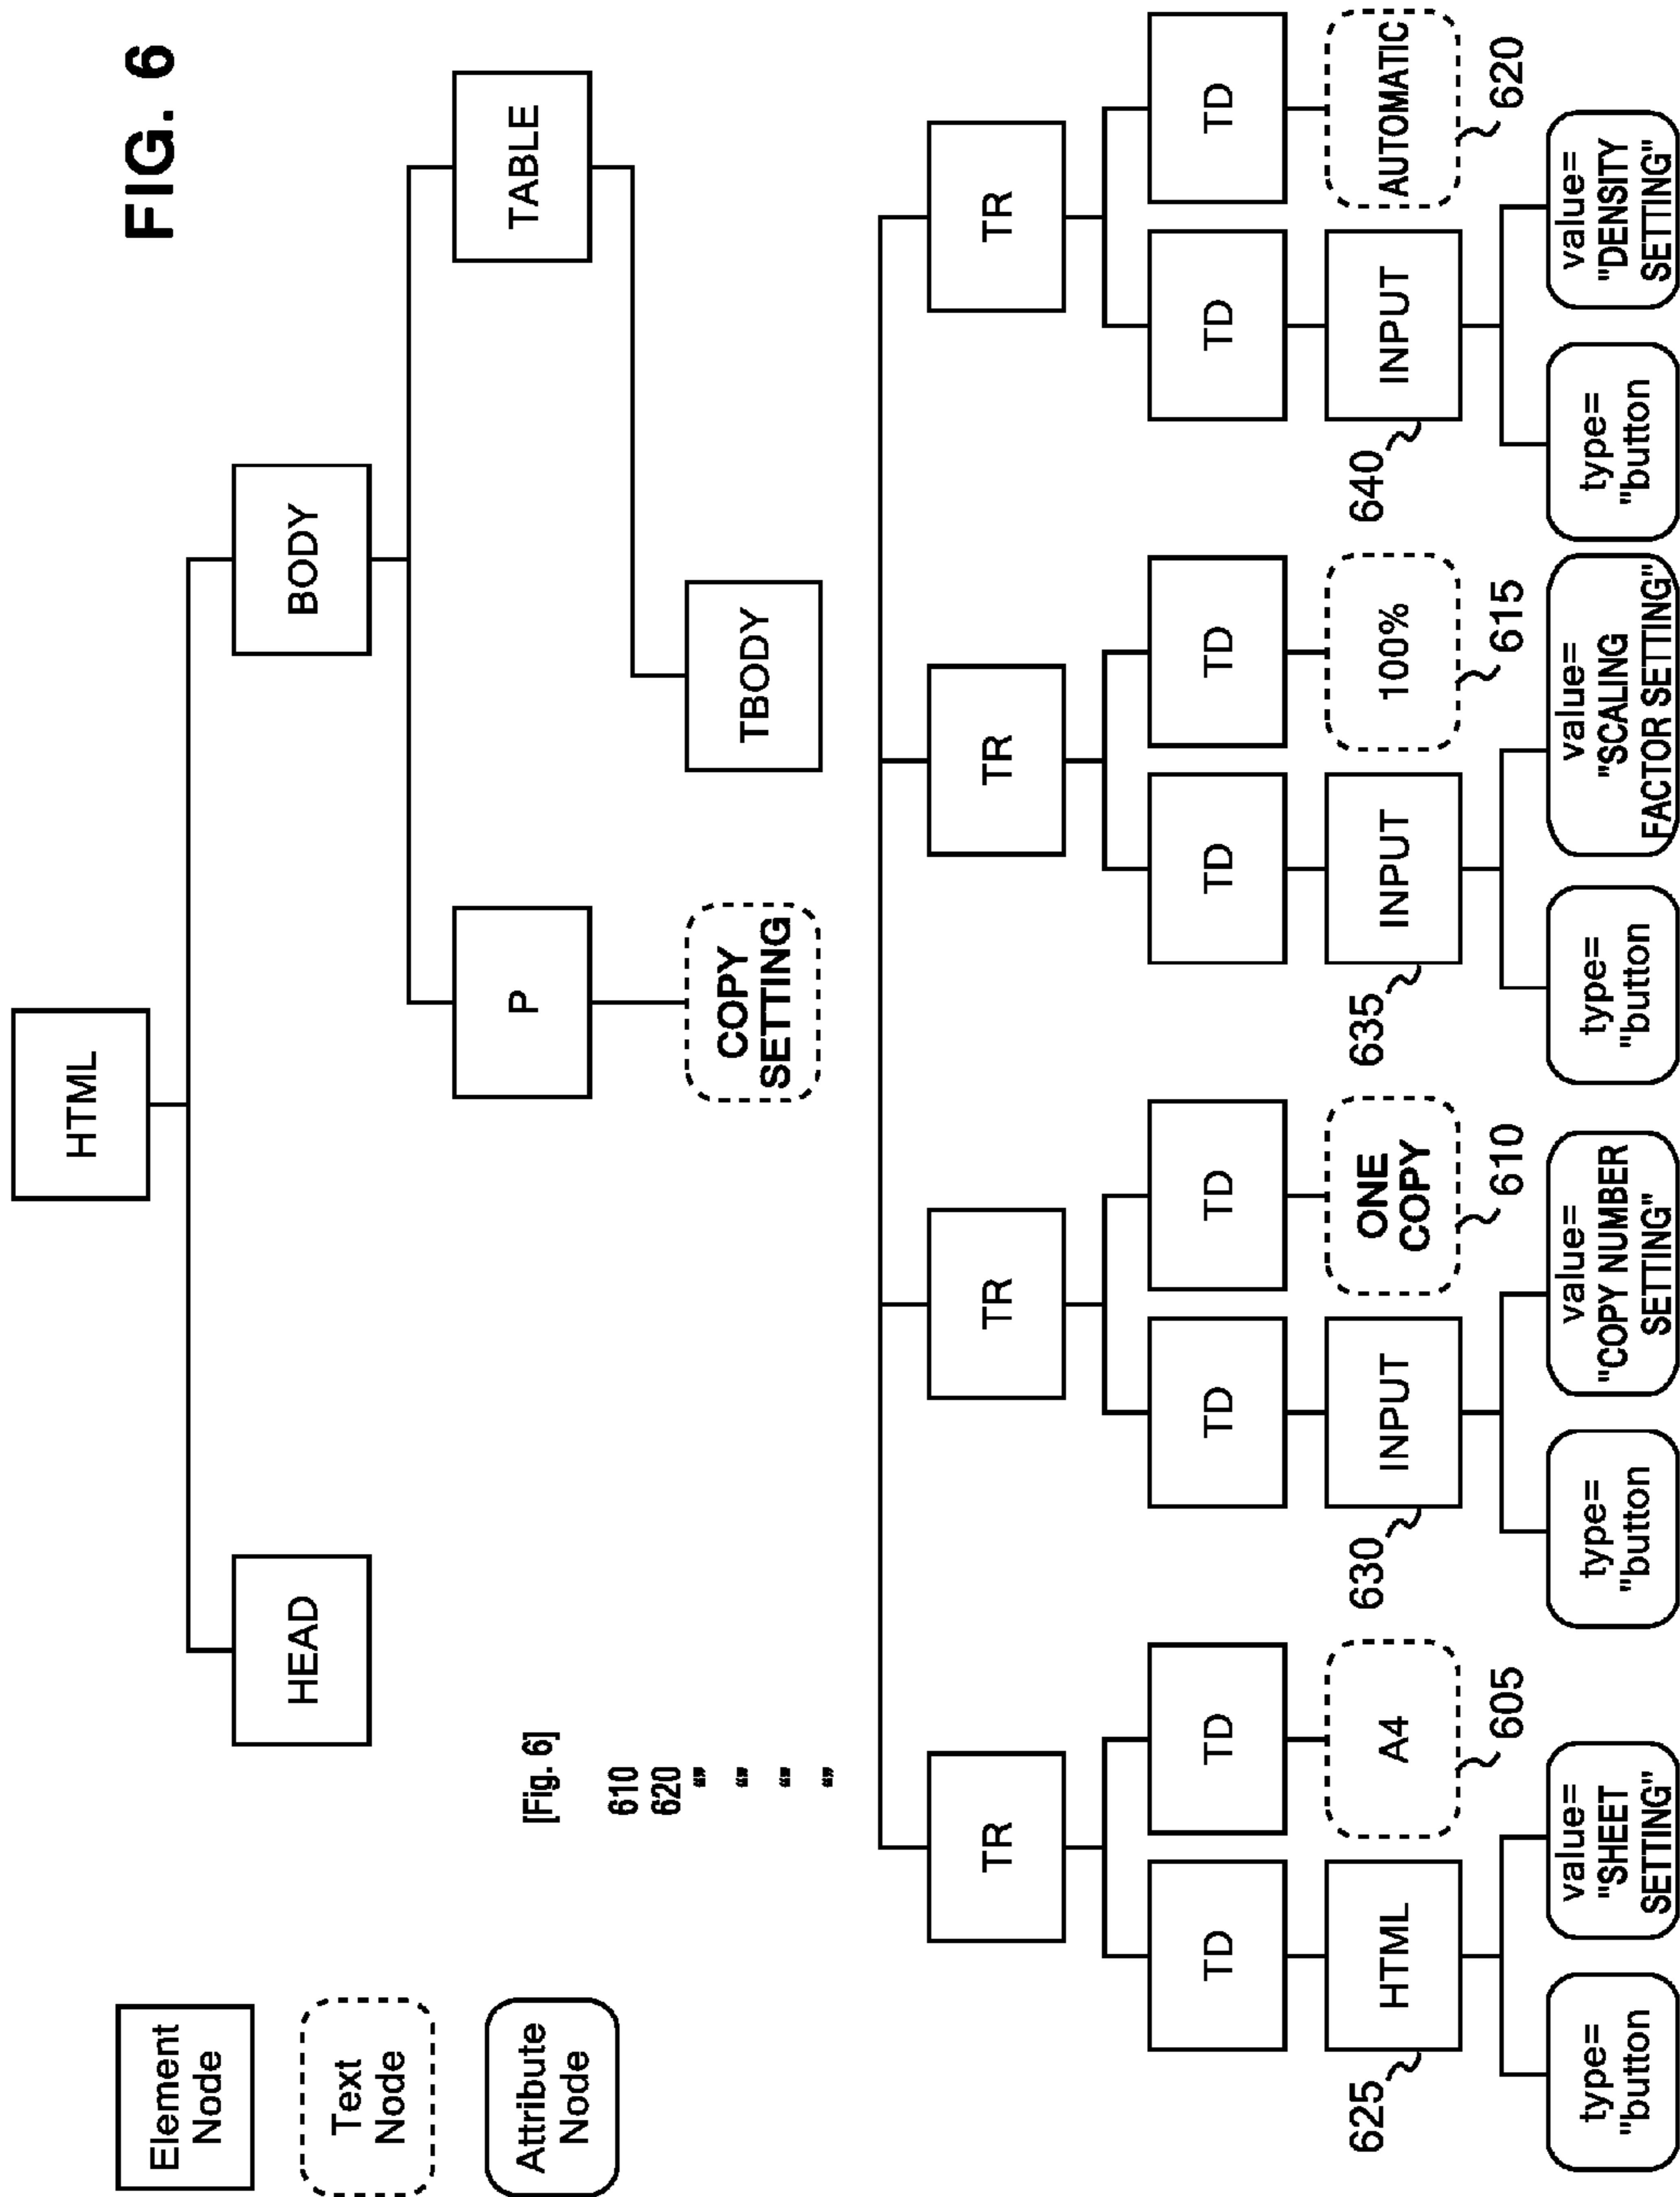 FIG. 6
Element
Node
Text
Node
Attribute
Node
HTML
HEAD
BODY
P
TABLE
COPY
SETTING
TBODY
[Fig. 6]
610
620
“”
“”
“”
“”
TR
TR
TR
TR
TD
TD
TD
TD
TD
TD
TD
TD
625
HTML
A4
605
630
INPUT
ONE
COPY
610
635
INPUT
100%
615
640
INPUT
AUTOMATIC
620
type=
"button
value=
"SHEET
SETTING"
type=
"button
value=
"COPY NUMBER
SETTING"
type=
"button
value=
"SCALING
FACTOR SETTING"
type=
"button
value=
"DENSITY
SETTING"